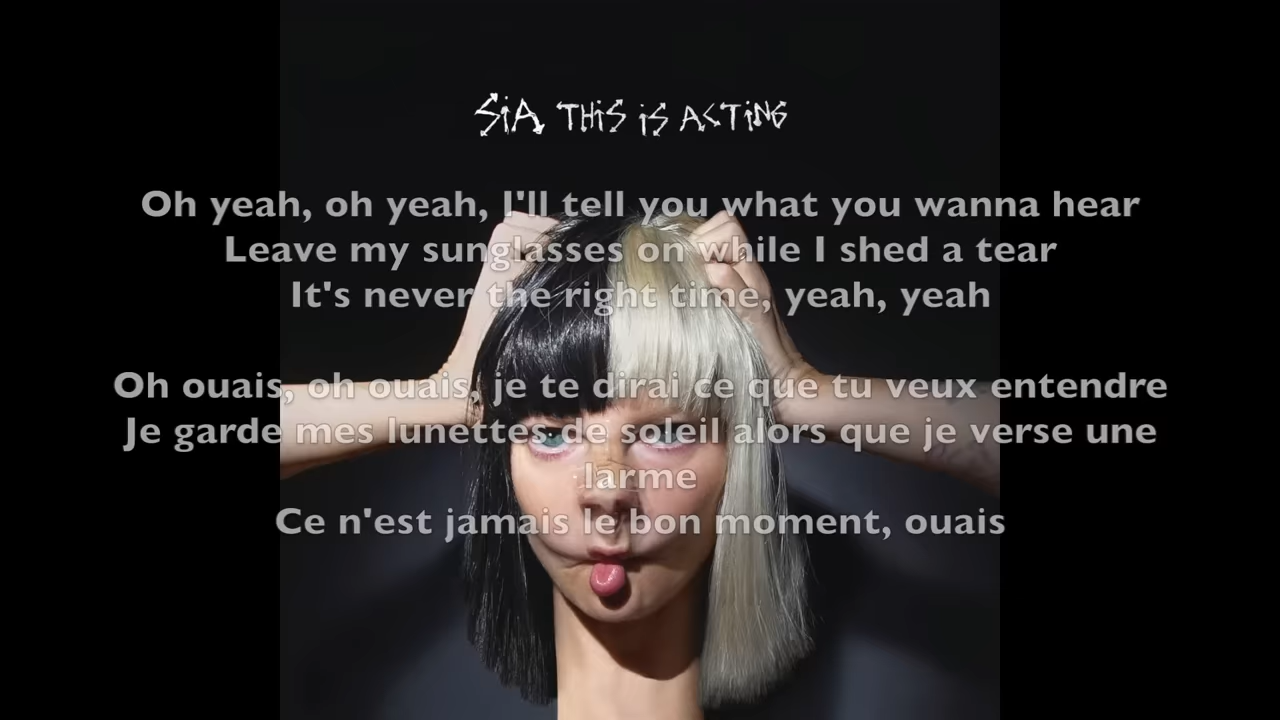 SiA THiS iS ACTiNG
Oh yeah, oh yeah, I'll tell you what you wanna hear
Leave my sunglasses on while I shed a tear
It's never the right time, yeah, yeah
Oh ouais, oh ouais, je te dirai ce que tu veux entendre
Je garde mes lunettes de soleil alors que je verse une
larme
Ce n'est jamais le bon moment, ouais